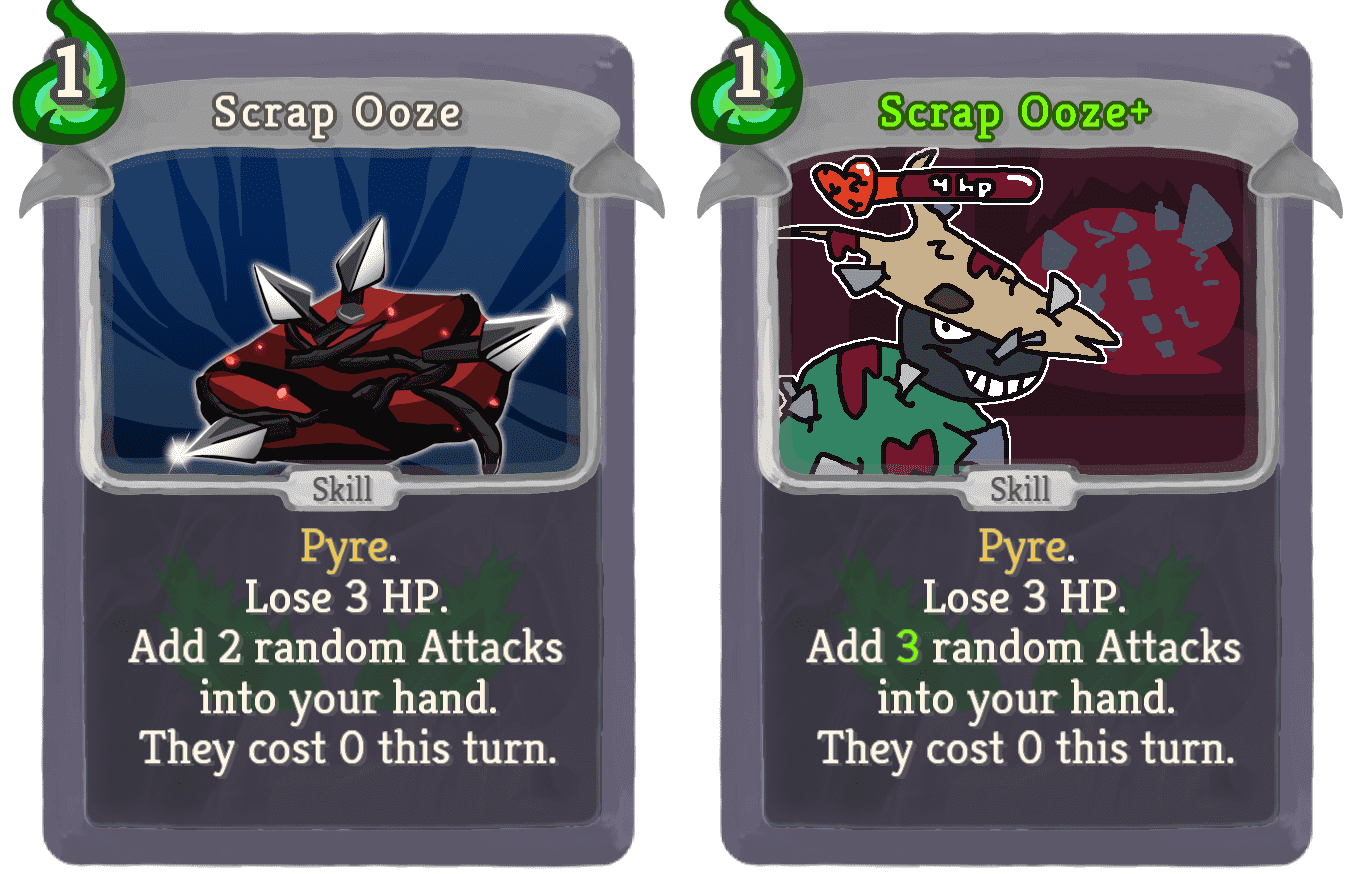 1
Scrap Ooze
Skill
Pyre.
Lose 3 HP.
Add 2 random Attacks
into your hand.
They cost 0 this turn.
1
Scrap Ooze+
4 hp
Skill
Pyre.
Lose 3 HP.
Add 3 random Attacks
into your hand.
They cost 0 this turn.